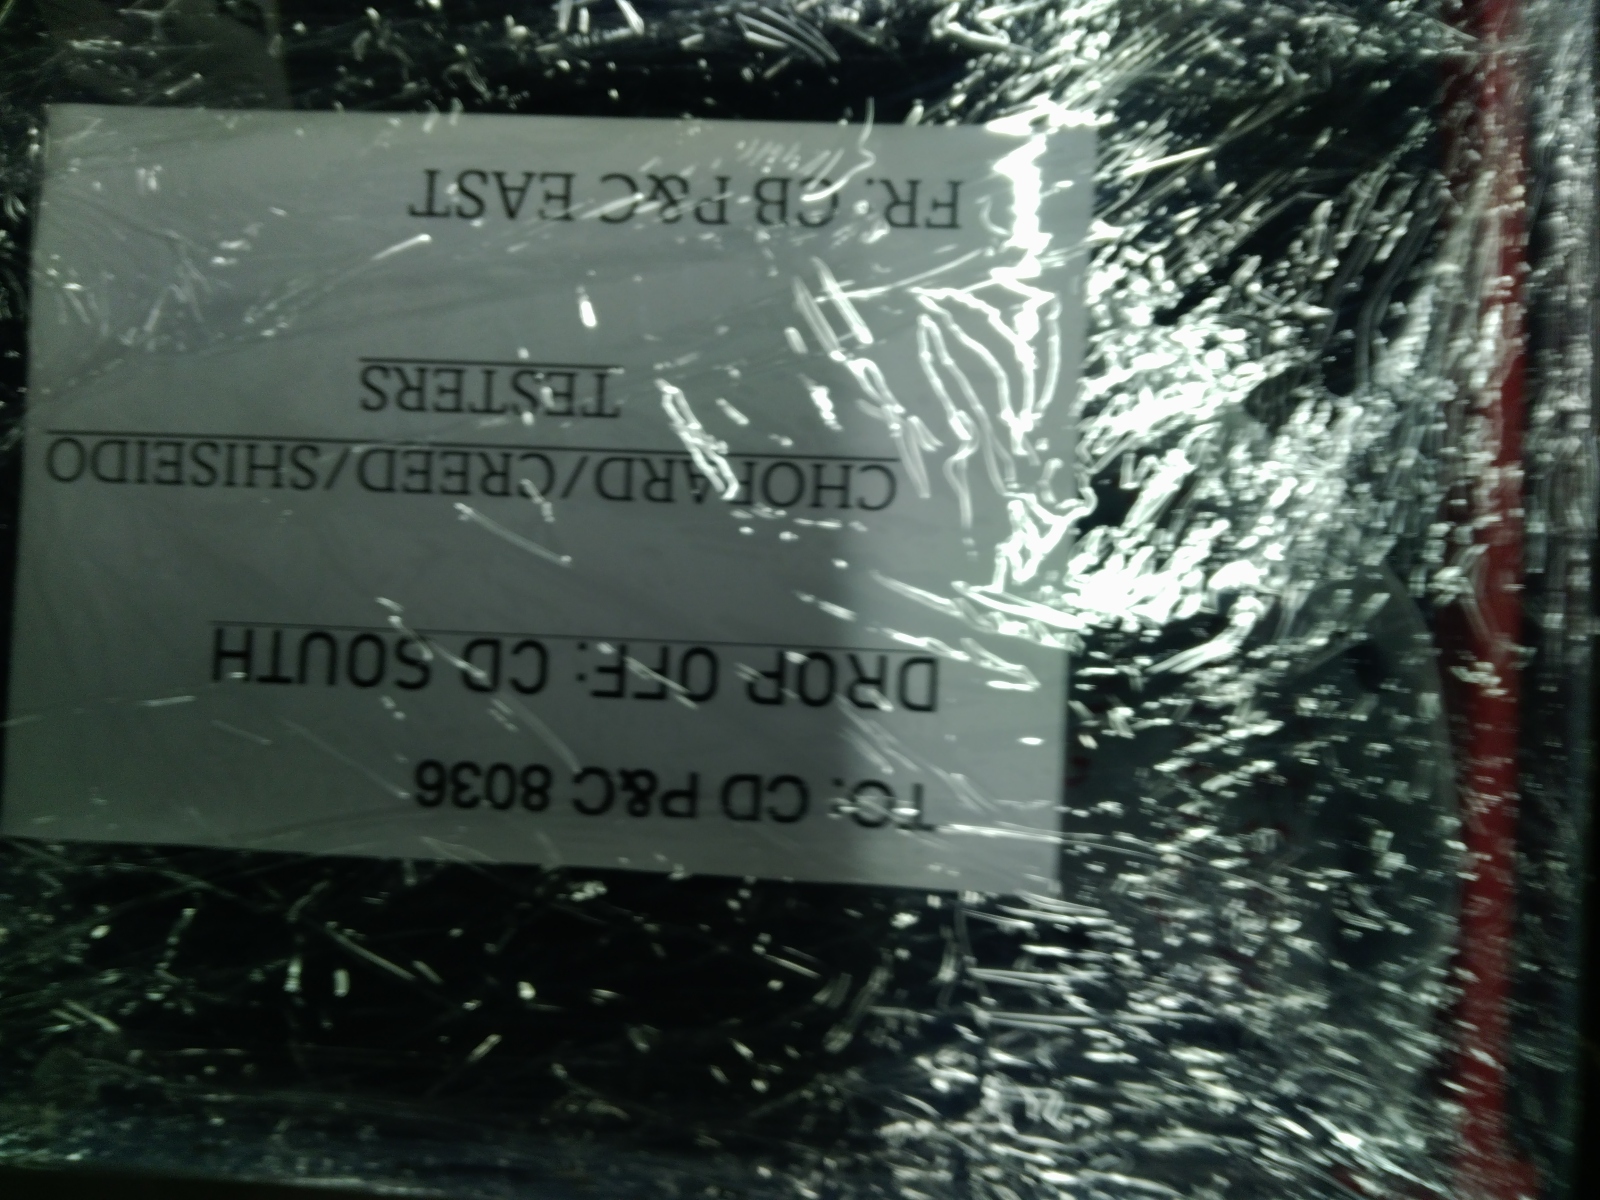 TO: CD P&C 8036
DROP OFF: CD SOUTH
CHOPARD/CREED/SHISEIDO
TESTERS
FR: CB P&C EAST